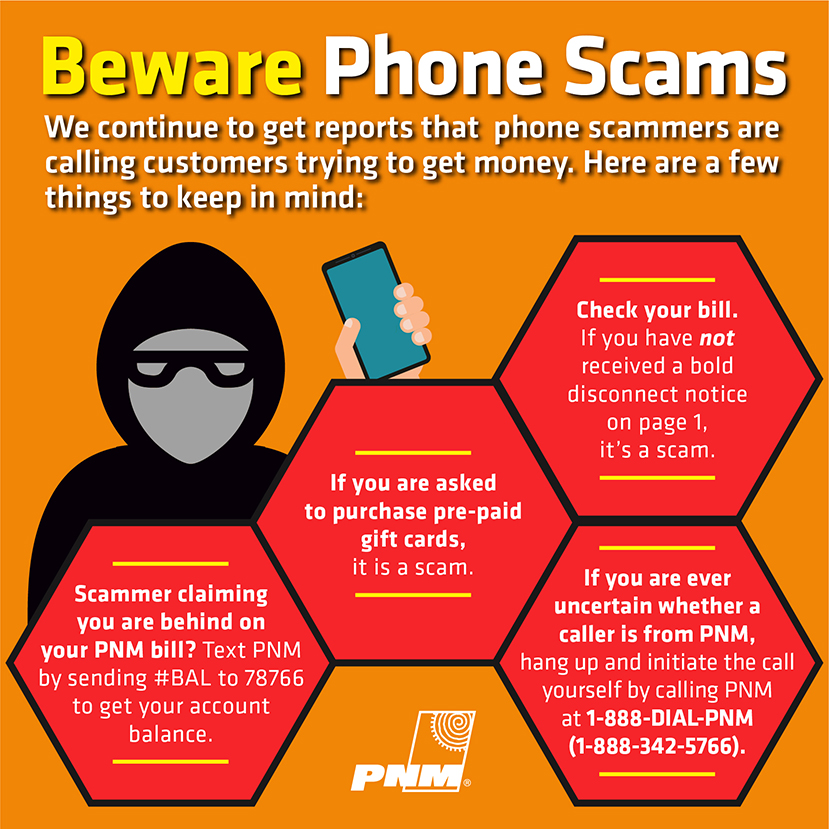 Beware Phone Scams
We continue to get reports that phone scammers are
calling customers trying to get money. Here are a few
things to keep in mind:
Check your bill.
If you have not
received a bold
disconnect notice
on page 1,
it's a scam.
If you are asked
to purchase pre-paid
gift cards,
it is a scam.
Scammer claiming
you are behind on
your PNM bill? Text PNM
by sending #BAL to 78766
to get your account
balance.
If you are ever
uncertain whether a
caller is from PNM,
hang up and initiate the call
yourself by calling PNM
at 1-888-DIAL-PNM
(1-888-342-5766).
PNM®